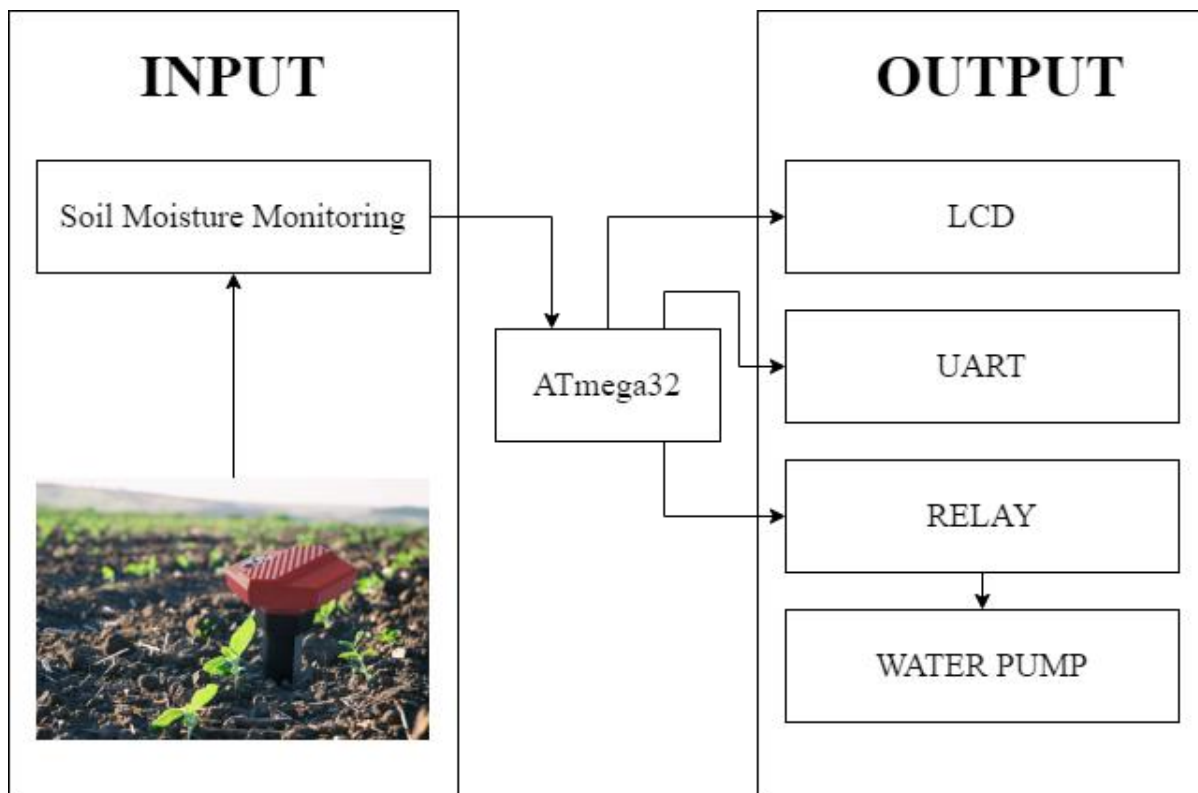 INPUT
Soil Moisture Monitoring
ATmega32
OUTPUT
LCD
UART
RELAY
WATER PUMP